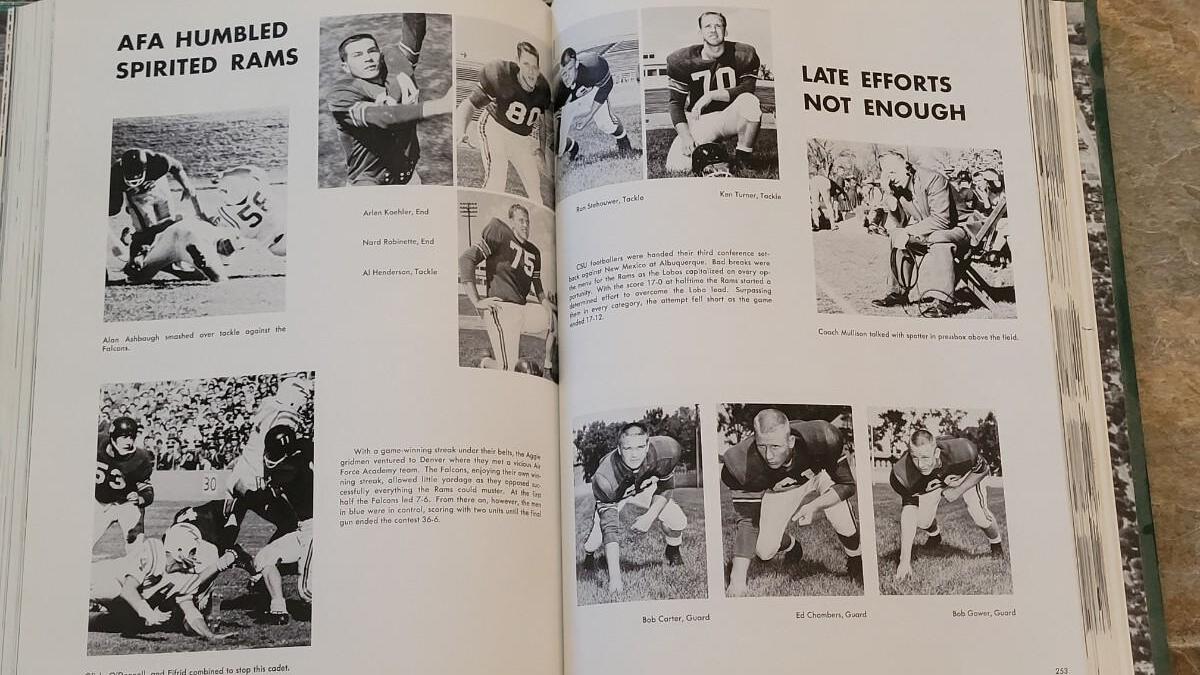 AFA HUMBLED
SPIRITED RAMS
80
75
58
Arlen Kaehler, End
Nard Robinette, End
Al Henderson, Tackle
Alan Ashbaugh smashed over tackle against the
Falcons.
53
30
With a game-winning streak under their belts, the Aggie
gridmen ventured to Denver where they met a vicious Air
Force Academy team. The Falcons, enjoying their own win-
ning streak, allowed little yardage as they opposed suc-
cessfully everything the Rams could muster. At the first
half the Falcons led 7-6. From there on, however, the men
in blue were in control, scoring with two units until the final
gun ended the contest 36-6.
and Fifrid combined to stop this cadet.
70
Ron Stehouwer, Tackle
Ken Turner, Tackle
LATE EFFORTS
NOT ENOUGH
CSU footballers were handed their third conference set-
back against New Mexico at Albuquerque. Bad breaks were
the menu for the Rams as the Lobos capitalized on every op-
portunity. With the score 17-0 at halftime the Rams started a
determined effort to overcome the Lobo lead. Surpassing
them in every category, the attempt fell short as the game
ended 17-12.
Coach Mullison talked with spotter in pressbox above the field.
Bob Carter, Guard
Ed Chombers, Guard
Bob Gower, Guard
253